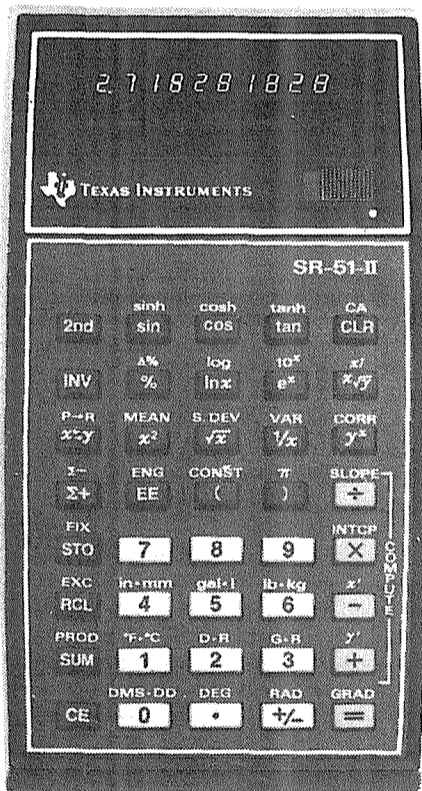 2.718281828
TEXAS INSTRUMENTS
SR-51-II
sinh cosh tanh CA
2nd sin cos tan CLR
Δ% log 10ˣ x!
INV % lnx eˣ ˣ√y
P→R MEAN S.DEV VAR CORR
x⇄y x² √x 1/x yˣ
Σ− ENG CONST π SLOPE
Σ+ EE ( ) ÷
FIX INTCP
STO 7 8 9 ×
EXC in-mm gal-l lb-kg x'
RCL 4 5 6 −
COMPUTE
PROD °F-°C D-R G-R y'
SUM 1 2 3 +
DMS-DD DEG RAD GRAD
CE 0 . +/− =